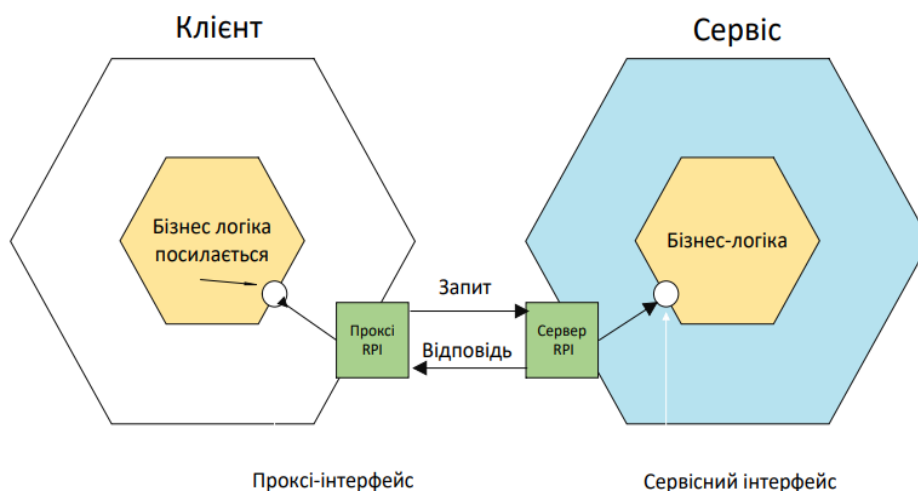 Клієнт
Сервіс
Бізнес логіка
посилається
Бізнес-логіка
Запит
Проксі
RPI
Відповідь
Сервер
RPI
Проксі-інтерфейс
Сервісний інтерфейс